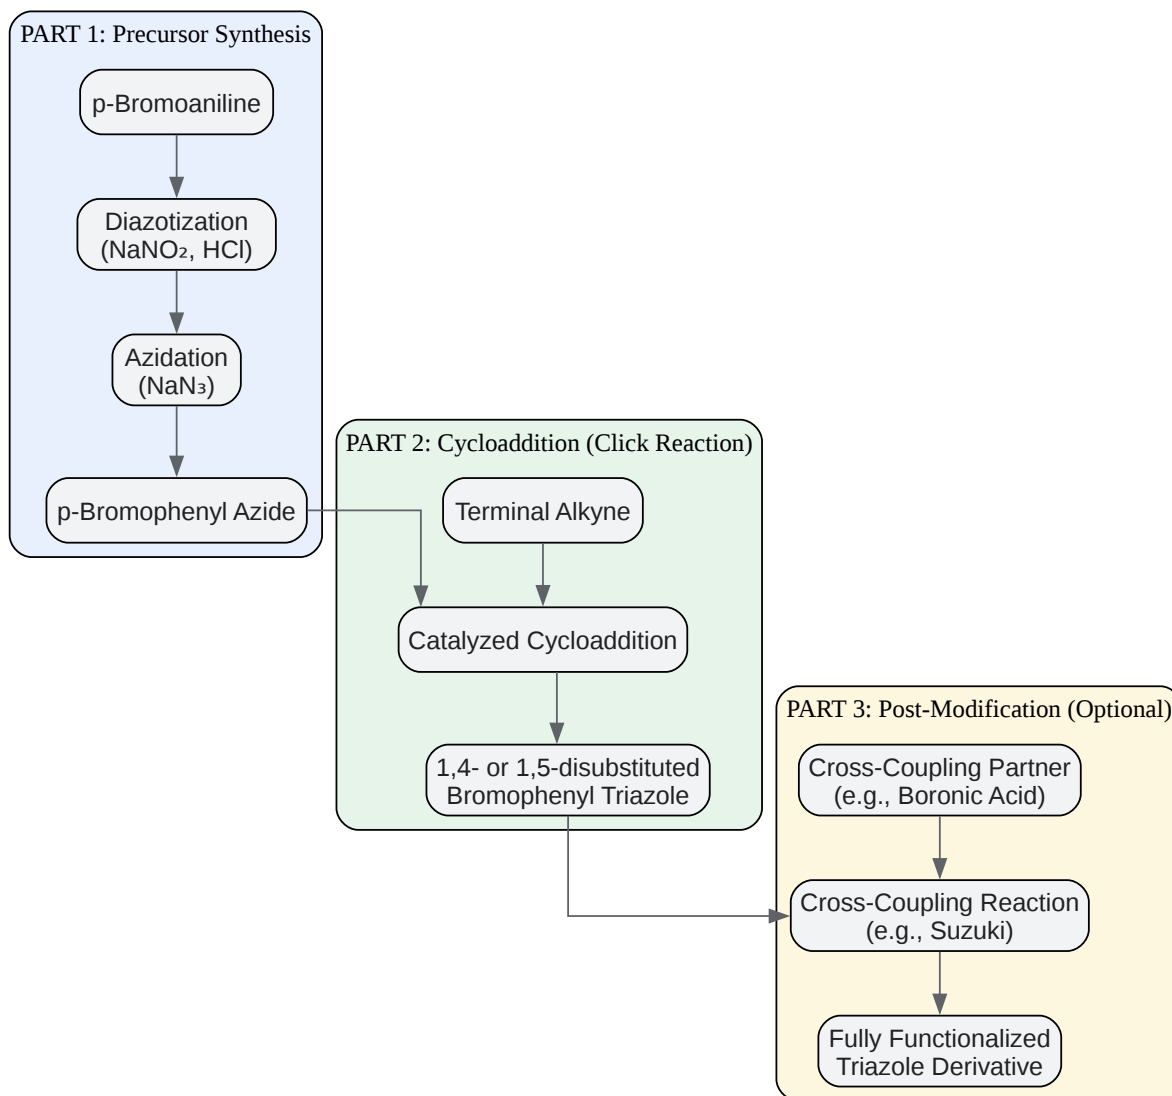 PART 1: Precursor Synthesis
p-Bromoaniline
Diazotization
(NaNO₂, HCl)
Azidation
(NaN₃)
p-Bromophenyl Azide
PART 2: Cycloaddition (Click Reaction)
Terminal Alkyne
Catalyzed Cycloaddition
1,4- or 1,5-disubstituted
Bromophenyl Triazole
PART 3: Post-Modification (Optional)
Cross-Coupling Partner
(e.g., Boronic Acid)
Cross-Coupling Reaction
(e.g., Suzuki)
Fully Functionalized
Triazole Derivative